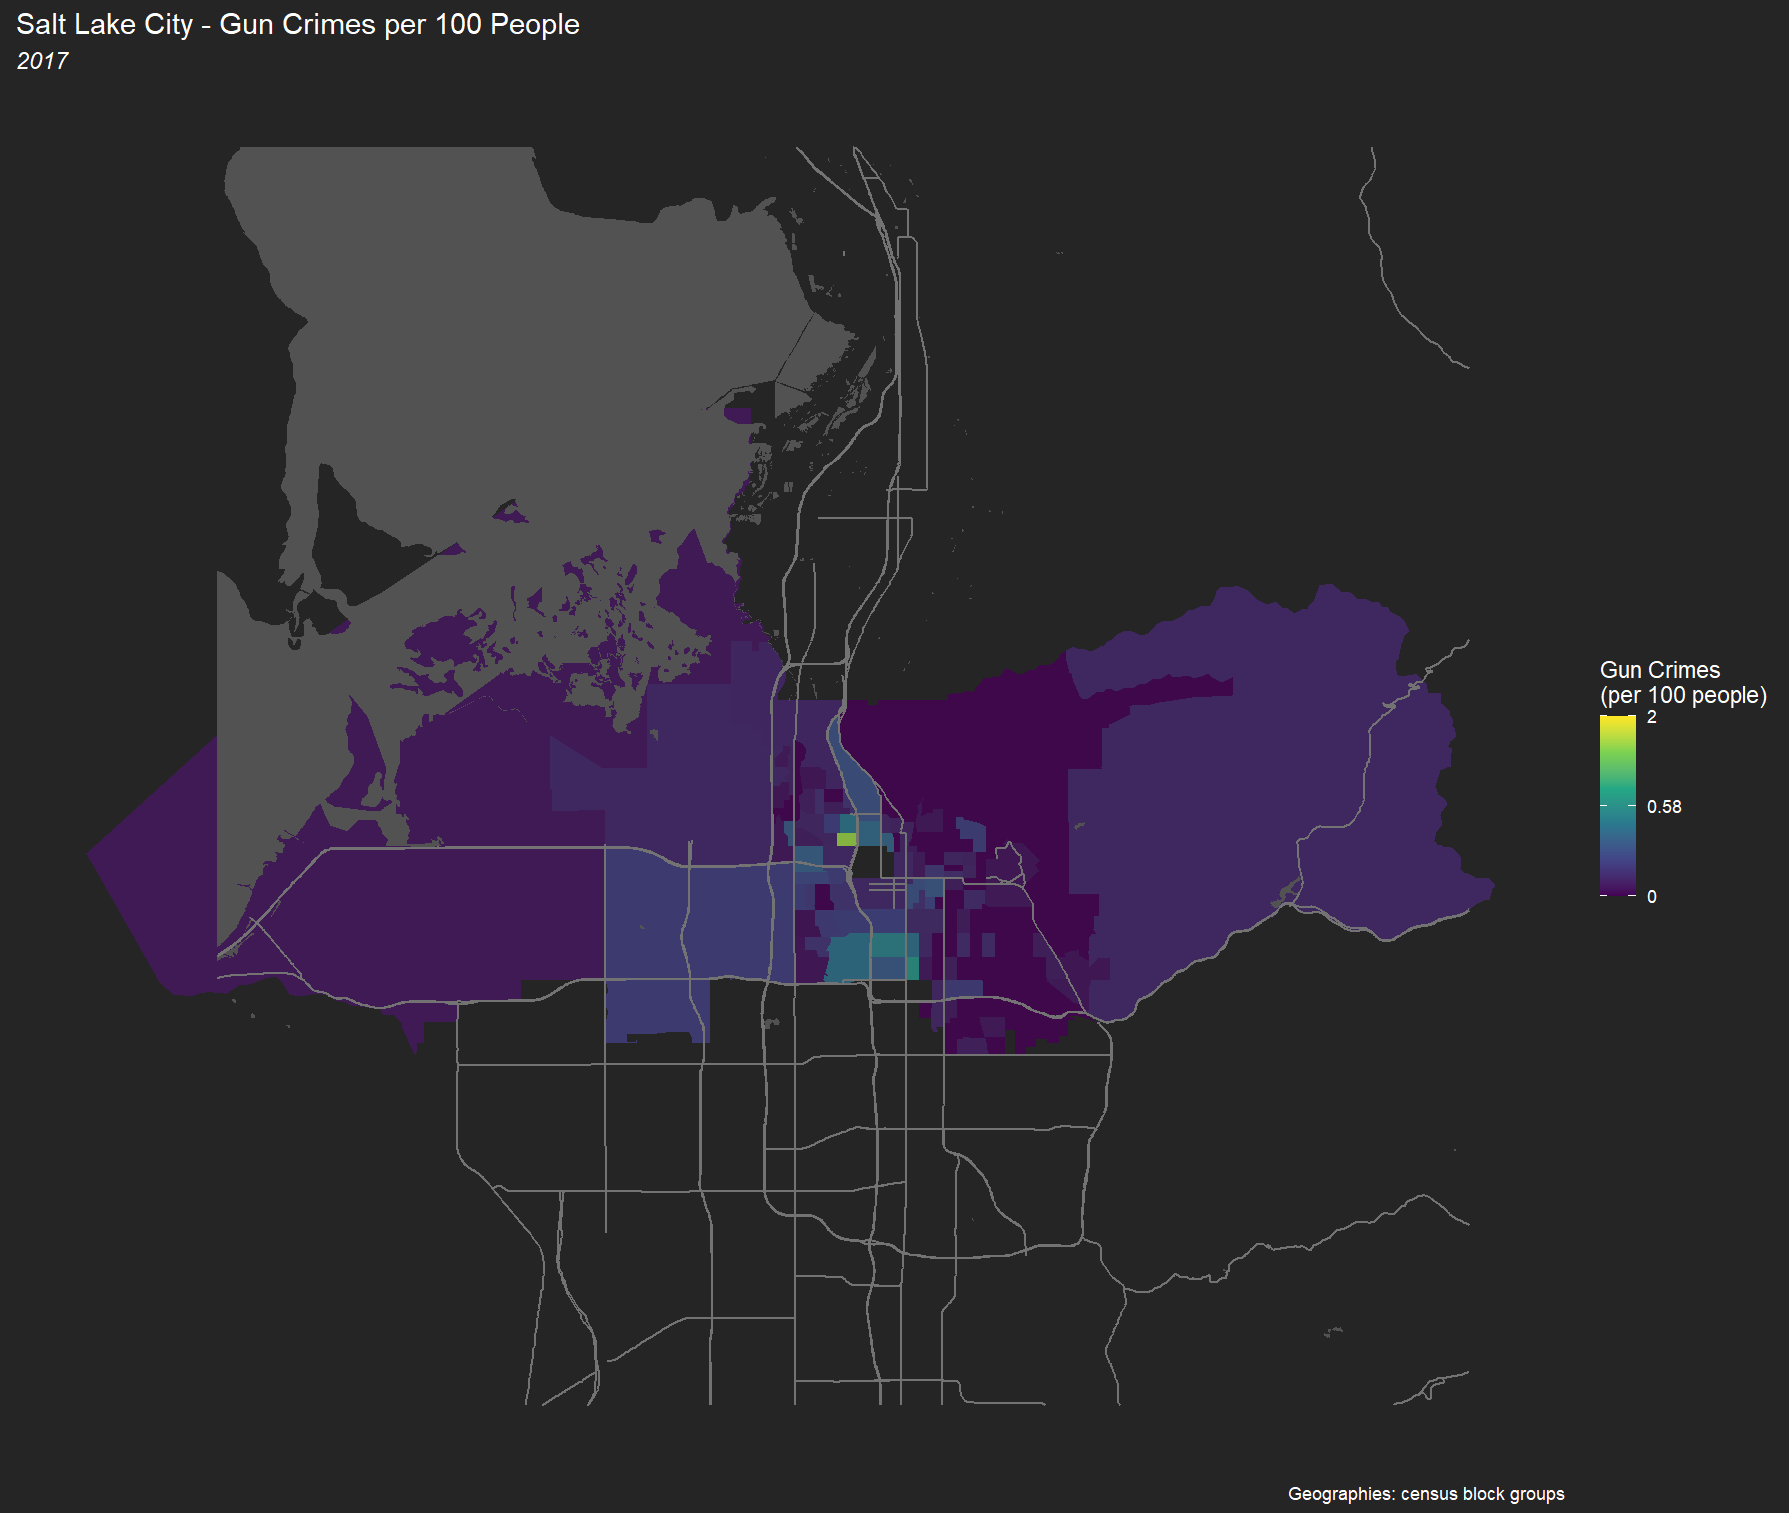 Salt Lake City - Gun Crimes per 100 People
2017
Gun Crimes
(per 100 people)
2
0.58
0
Geographies: census block groups